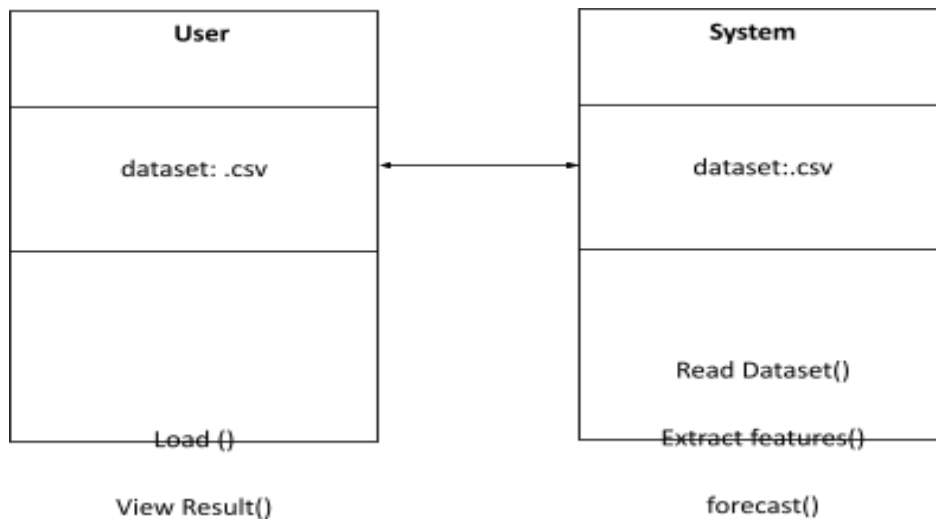 User
dataset: .csv
Load ()
View Result()
System
dataset:.csv
Read Dataset()
Extract features()
forecast()